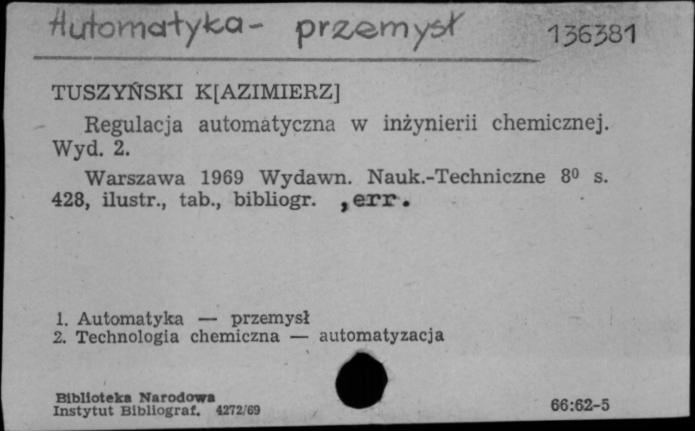 Automatyka - przemysł 136381
TUSZYŃSKI K[AZIMIERZ]
Regulacja automatyczna w inżynierii chemicznej.
Wyd. 2.
Warszawa 1969 Wydawn. Nauk.-Techniczne 8⁰ s.
428, ilustr., tab., bibliogr. ,err.
1. Automatyka — przemysł
2. Technologia chemiczna — automatyzacja
Biblioteka Narodowa
Instytut Bibliograf. 4272/69
66:62-5